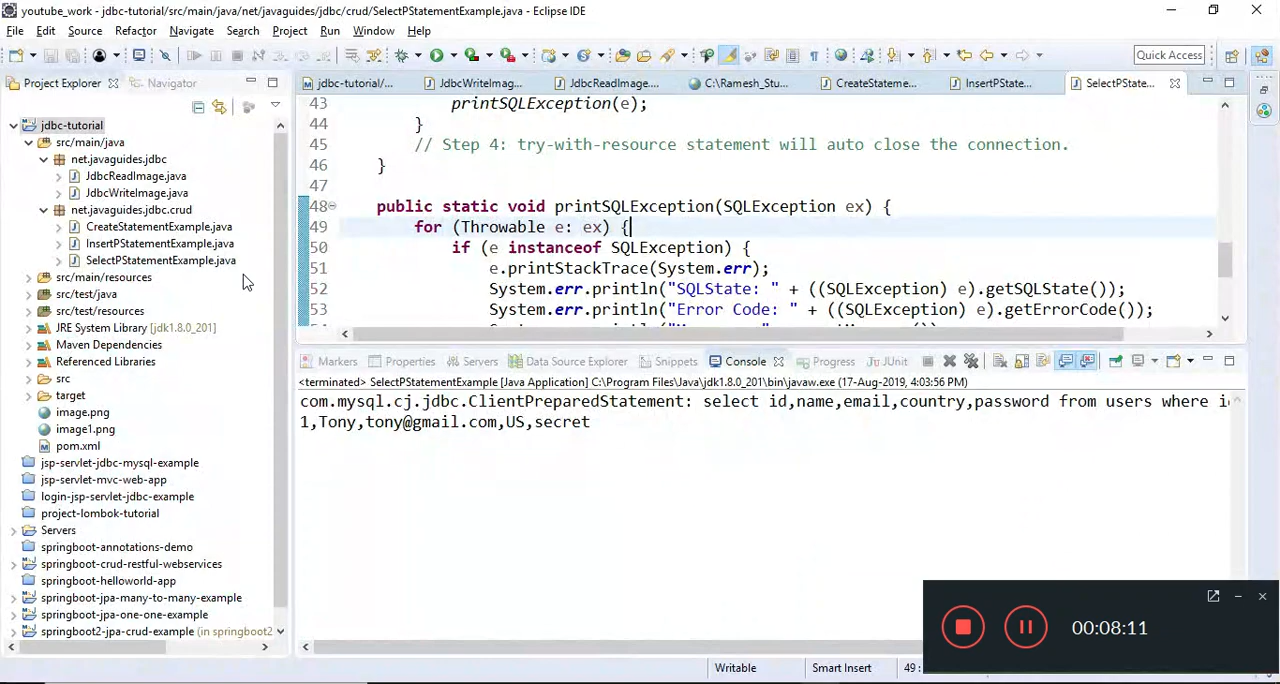 youtube_work - jdbc-tutorial/src/main/java/net/javaguides/jdbc/crud/SelectPStatementExample.java - Eclipse IDE
File Edit Source Refactor Navigate Search Project Run Window Help
Quick Access
Project Explorer Navigator
jdbc-tutorial/... JdbcWriteImag... JdbcReadImage.... C:\Ramesh_Stu... CreateStateme... InsertPState... SelectPState...
jdbc-tutorial
src/main/java
net.javaguides.jdbc
JdbcReadImage.java
JdbcWriteImage.java
net.javaguides.jdbc.crud
CreateStatementExample.java
InsertPStatementExample.java
SelectPStatementExample.java
src/main/resources
src/test/java
src/test/resources
JRE System Library [jdk1.8.0_201]
Maven Dependencies
Referenced Libraries
src
target
image.png
image1.png
pom.xml
jsp-servlet-jdbc-mysql-example
jsp-servlet-mvc-web-app
login-jsp-servlet-jdbc-example
project-lombok-tutorial
Servers
springboot-annotations-demo
springboot-crud-restful-webservices
springboot-helloworld-app
springboot-jpa-many-to-many-example
springboot-jpa-one-one-example
springboot2-jpa-crud-example (in springboot2
43 printSQLException(e);
44 }
45 // Step 4: try-with-resource statement will auto close the connection.
46 }
47
48 public static void printSQLException(SQLException ex) {
49 for (Throwable e: ex) {
50 if (e instanceof SQLException) {
51 e.printStackTrace(System.err);
52 System.err.println("SQLState: " + ((SQLException) e).getSQLState());
53 System.err.println("Error Code: " + ((SQLException) e).getErrorCode());
Markers Properties Servers Data Source Explorer Snippets Console Progress JUnit
<terminated> SelectPStatementExample [Java Application] C:\Program Files\Java\jdk1.8.0_201\bin\javaw.exe (17-Aug-2019, 4:03:56 PM)
com.mysql.cj.jdbc.ClientPreparedStatement: select id,name,email,country,password from users where
1,Tony,tony@gmail.com,US,secret
00:08:11
Writable Smart Insert 49 :